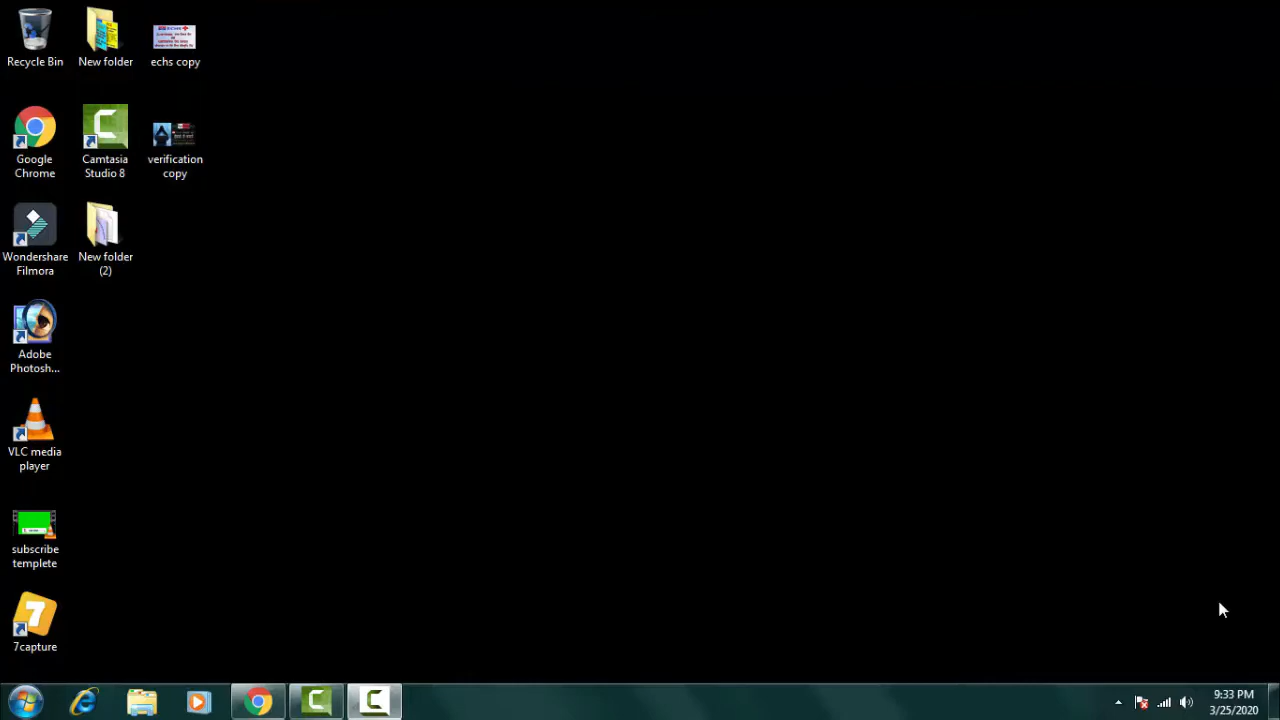 Recycle Bin
New folder
echs copy
Google
Chrome
Camtasia
Studio 8
verification
copy
Wondershare
Filmora
New folder
(2)
Adobe
Photosh...
VLC media
player
subscribe
templete
7
7capture
9:33 PM
3/25/2020